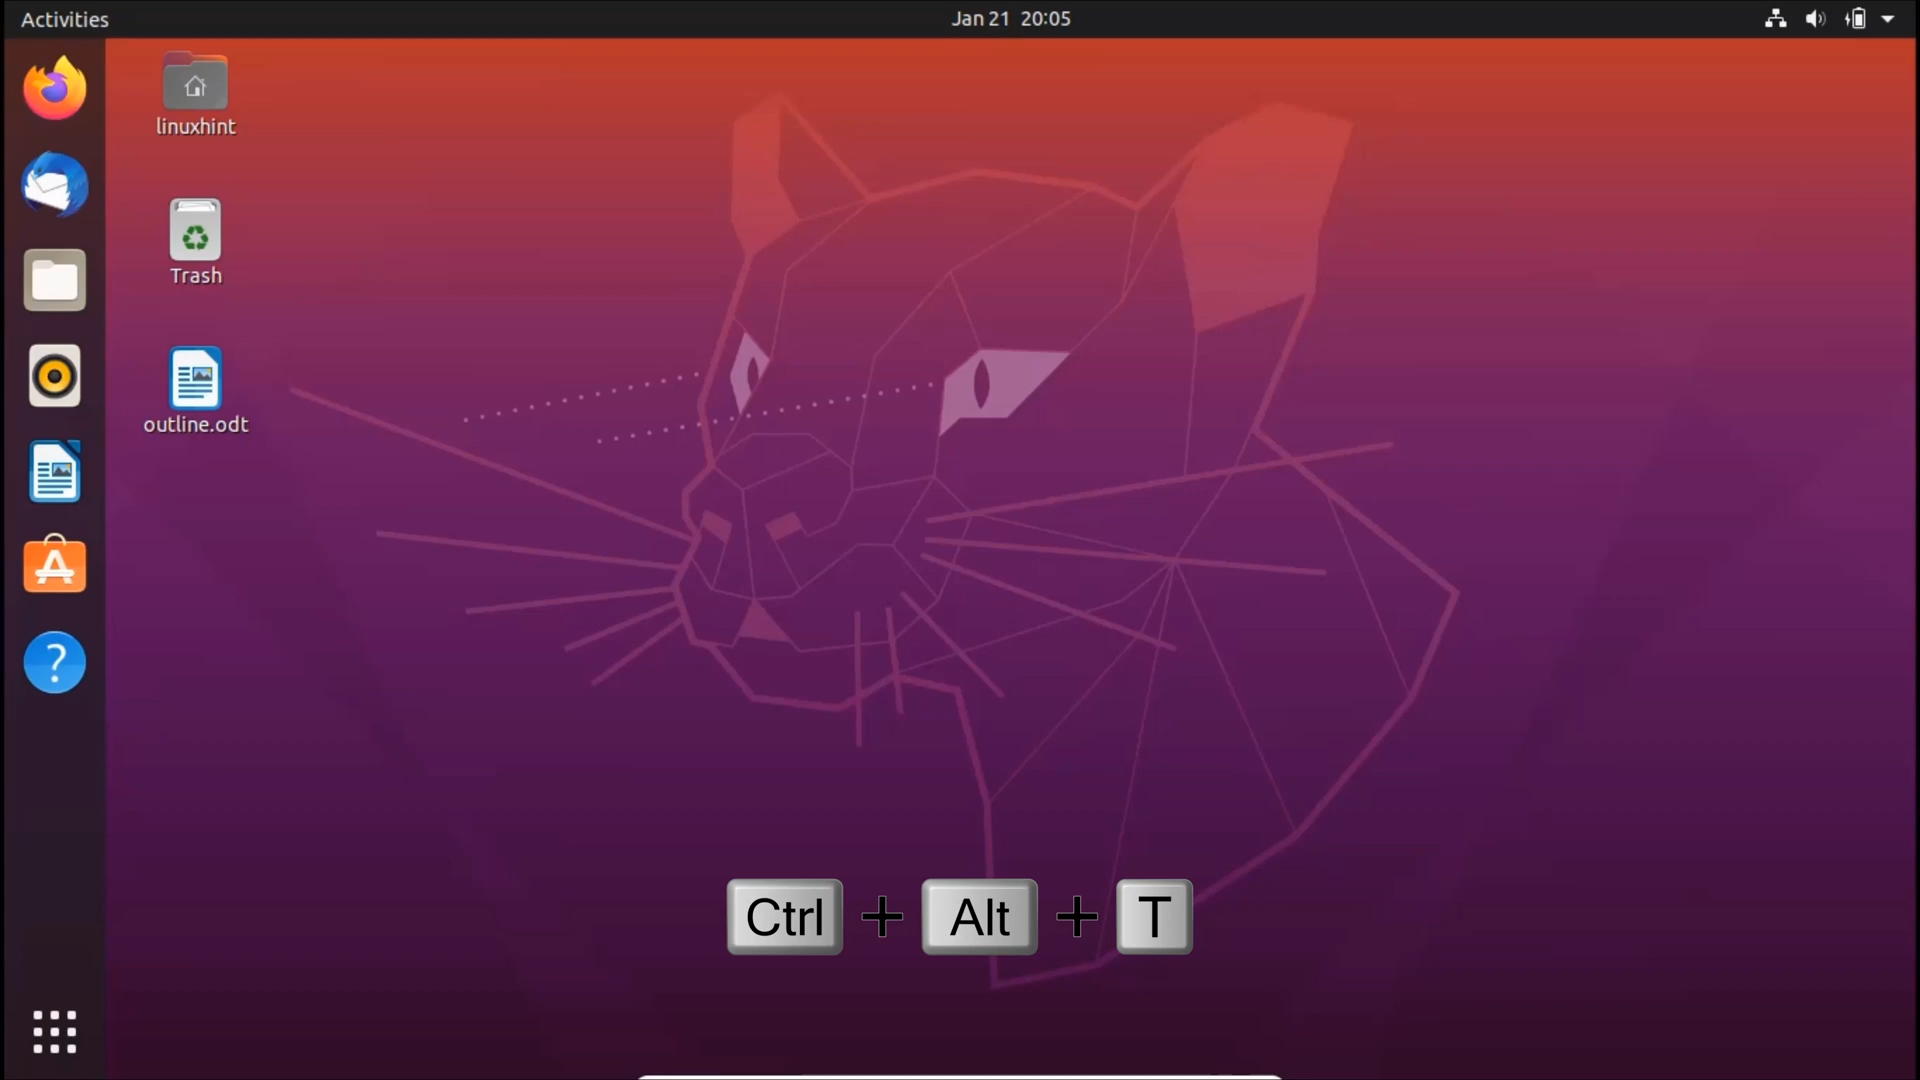 Activities
Jan 21 20:05
linuxhint
Trash
outline.odt
Ctrl + Alt + T